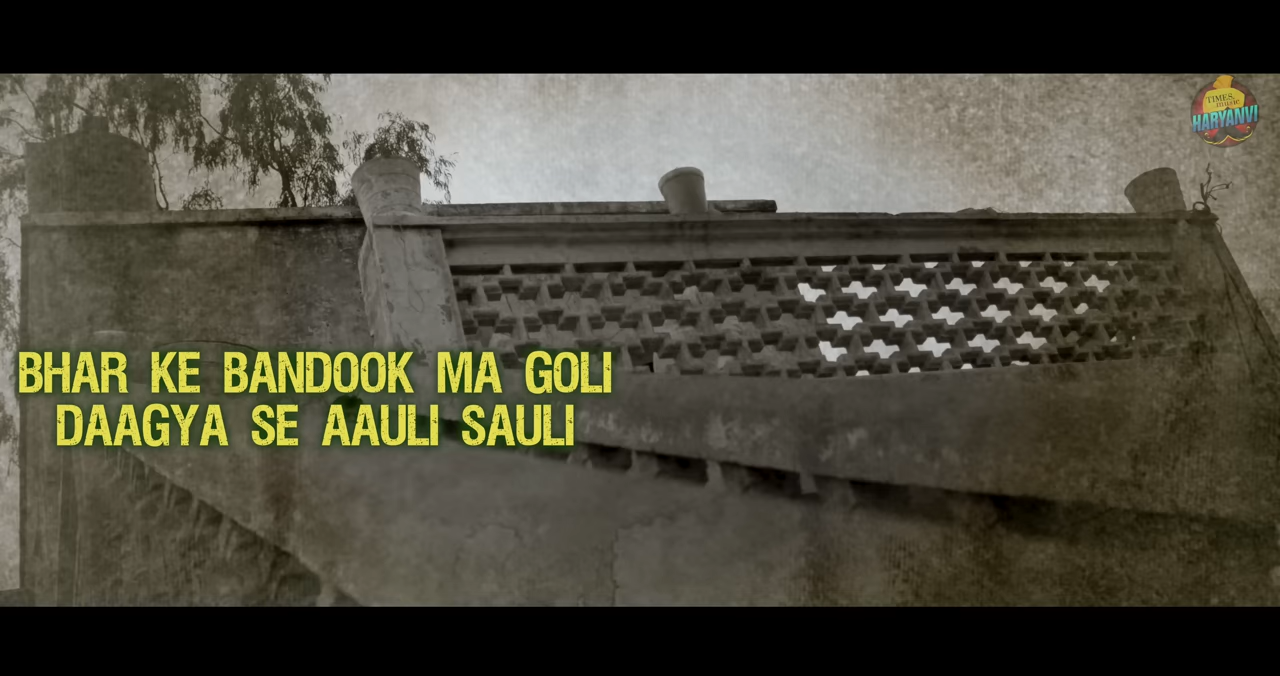 TIMES
music
HARYANVI
BHAR KE BANDOOK MA GOLI
DAAGYA SE AAULI SAULI